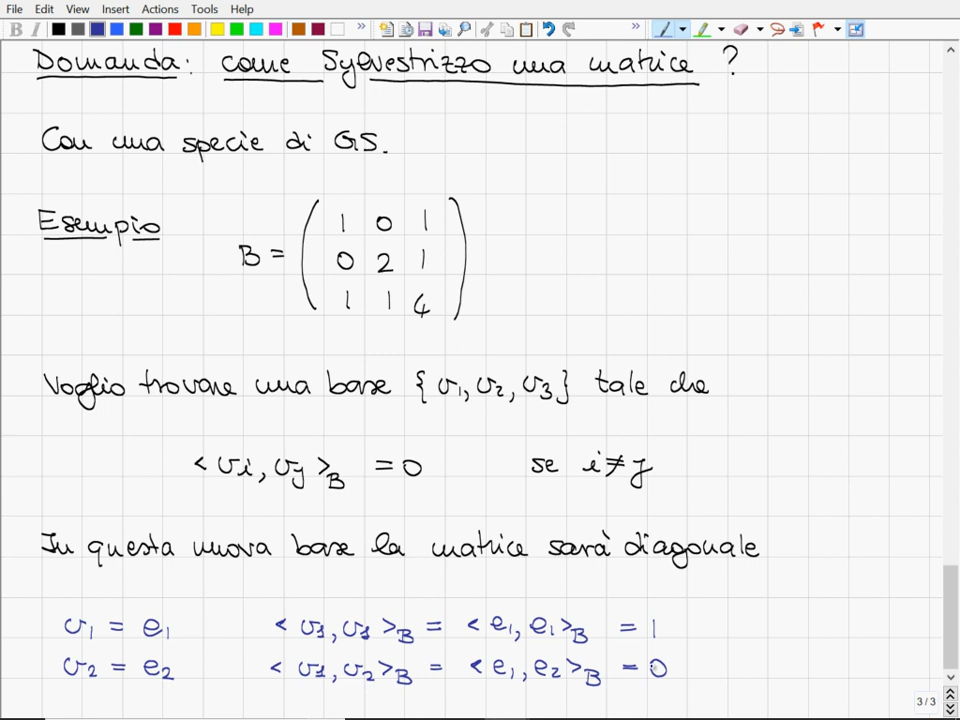 File Edit View Insert Actions Tools Help
B I » »
Domanda: come Sylvestrizzo una matrice ?
Con una specie di GS.
Esempio
B = ( 1 0 1
0 2 1
1 1 4 )
Voglio trovare una base {v1, v2, v3} tale che
<vi, vj>B = 0 se i ≠ j
In questa nuova base la matrice sarà diagonale
v1 = e1 <v1, v1>B = <e1, e1>B = 1
v2 = e2 <v1, v2>B = <e1, e2>B = 0
3 / 3